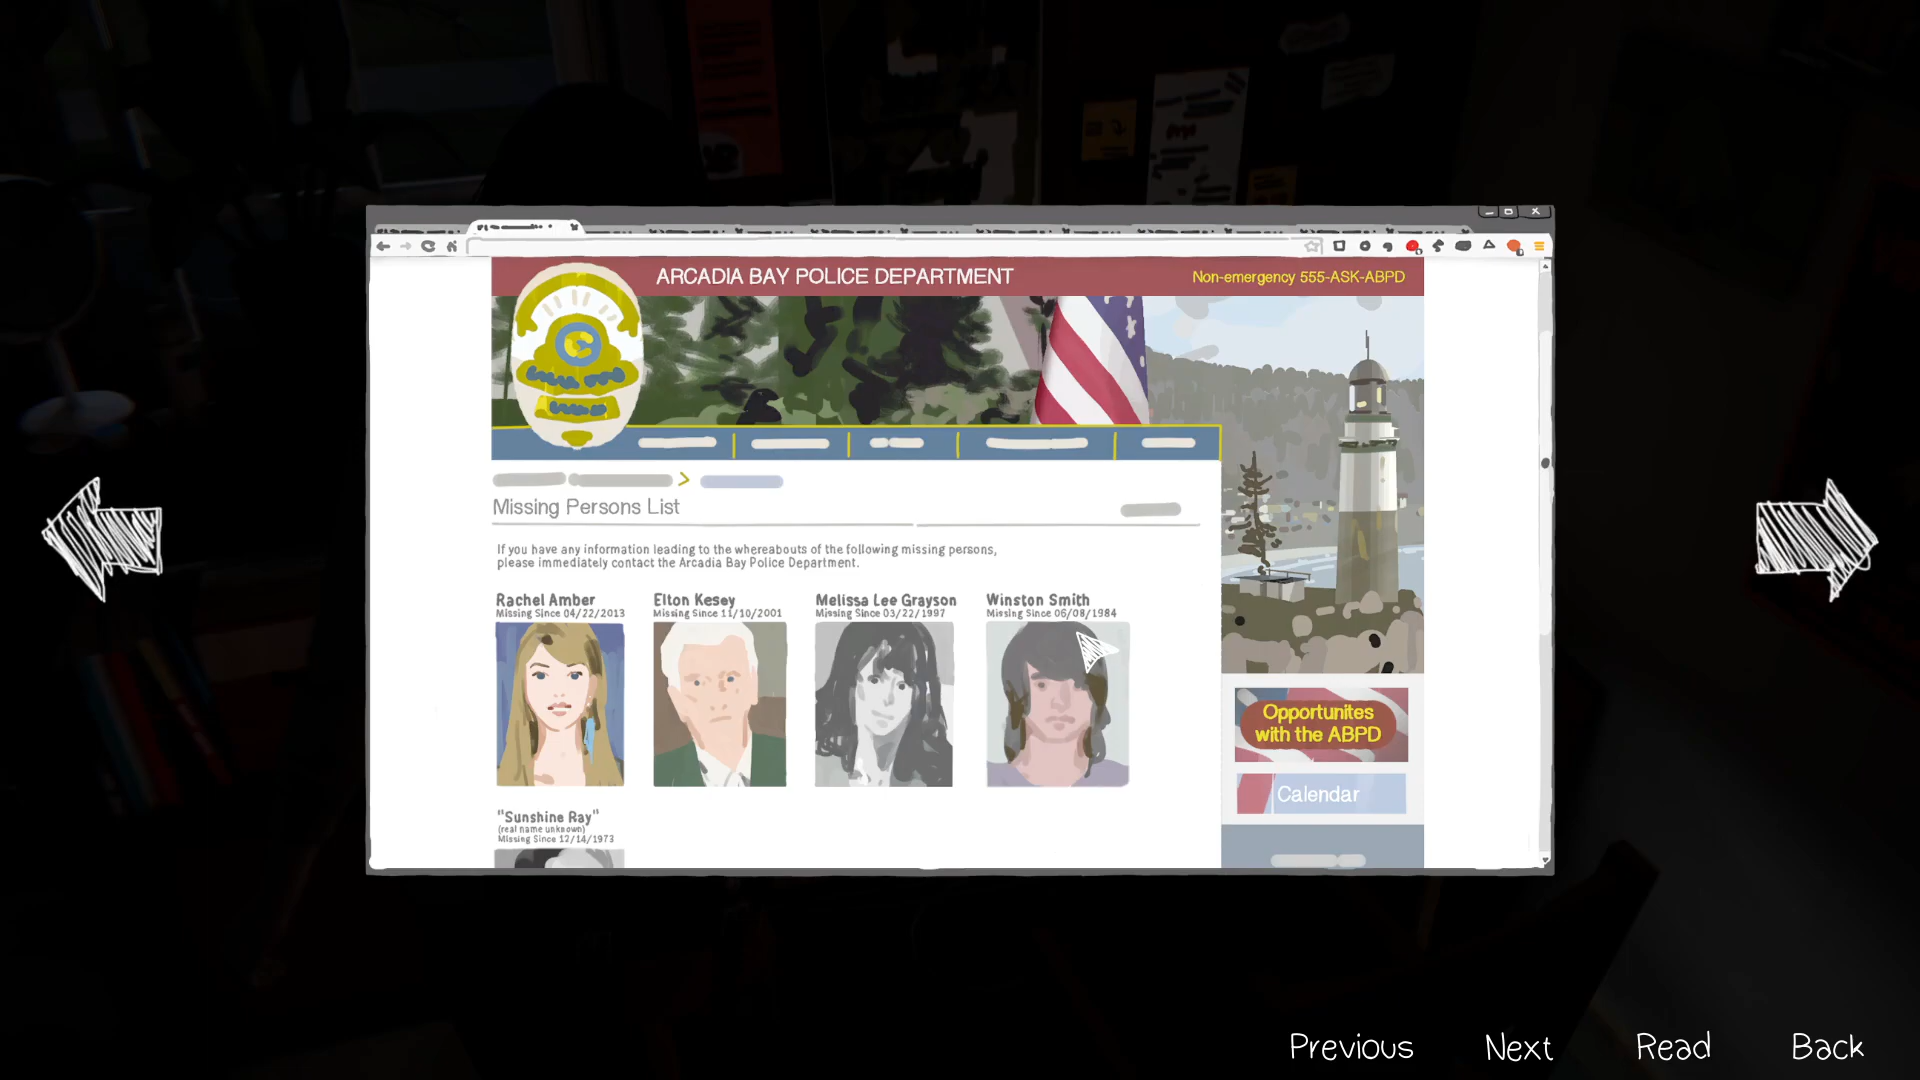 ARCADIA BAY POLICE DEPARTMENT
Non-emergency 555-ASK-ABPD
Missing Persons List
If you have any information leading to the whereabouts of the following missing persons,
please immediately contact the Arcadia Bay Police Department.
Rachel Amber
Missing Since 04/22/2013
Elton Kesey
Missing Since 11/10/2001
Melissa Lee Grayson
Missing Since 03/22/1997
Winston Smith
Missing Since 06/08/1984
"Sunshine Ray"
(real name unknown)
Missing Since 12/14/1973
Opportunites
with the ABPD
Calendar
Previous
Next
Read
Back